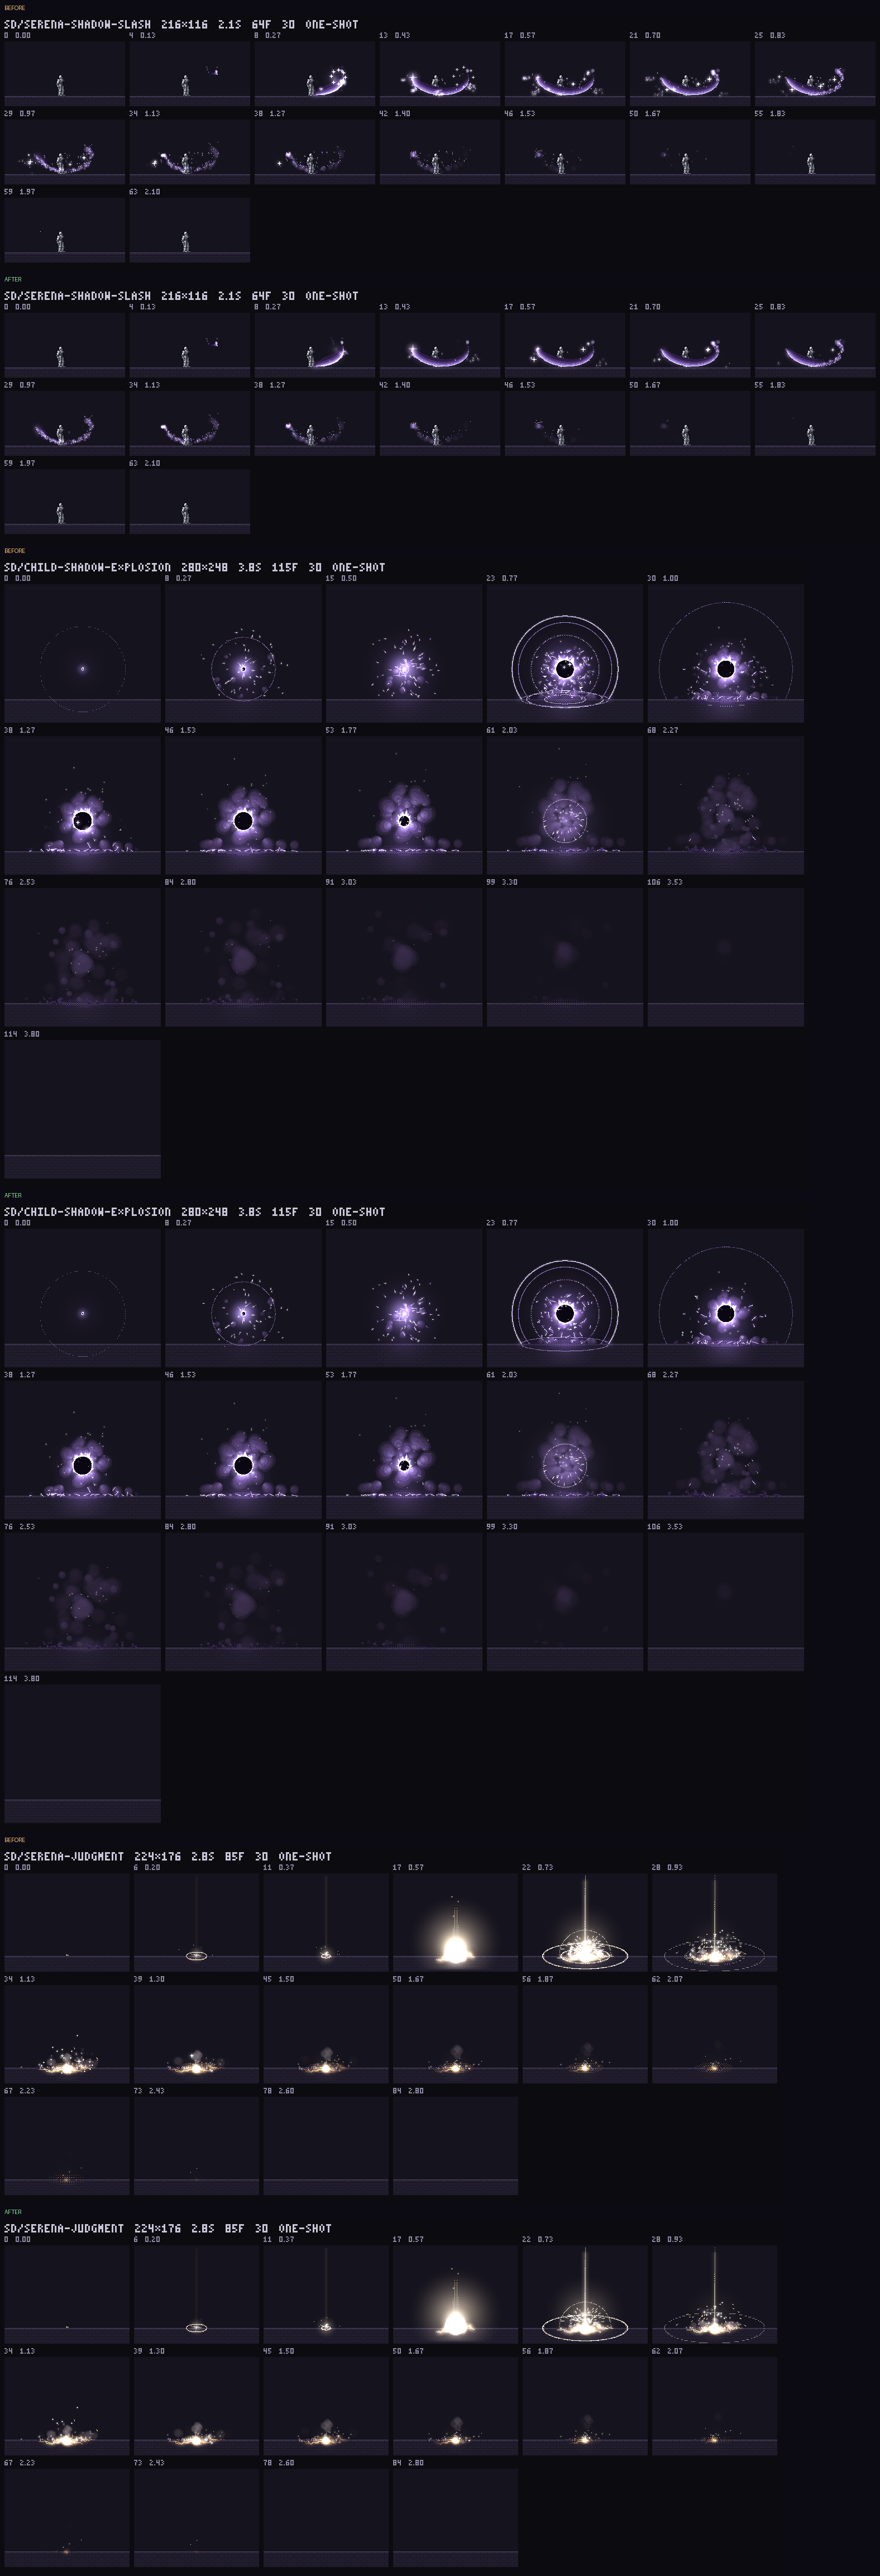 BEFORE
SD/SERENA-SHADOW-SLASH 216×116 2.1S 64F 30 ONE-SHOT
0 0.00 4 0.13 8 0.27 13 0.43 17 0.57 21 0.70 25 0.83
29 0.97 34 1.13 38 1.27 42 1.40 46 1.53 50 1.67 55 1.83
59 1.97 63 2.10
AFTER
SD/SERENA-SHADOW-SLASH 216×116 2.1S 64F 30 ONE-SHOT
0 0.00 4 0.13 8 0.27 13 0.43 17 0.57 21 0.70 25 0.83
29 0.97 34 1.13 38 1.27 42 1.40 46 1.53 50 1.67 55 1.83
59 1.97 63 2.10
BEFORE
SD/CHILD-SHADOW-EXPLOSION 280×248 3.8S 115F 30 ONE-SHOT
0 0.00 8 0.27 15 0.50 23 0.77 30 1.00
38 1.27 46 1.53 53 1.77 61 2.03 68 2.27
76 2.53 84 2.80 91 3.03 99 3.30 106 3.53
114 3.80
AFTER
SD/CHILD-SHADOW-EXPLOSION 280×248 3.8S 115F 30 ONE-SHOT
0 0.00 8 0.27 15 0.50 23 0.77 30 1.00
38 1.27 46 1.53 53 1.77 61 2.03 68 2.27
76 2.53 84 2.80 91 3.03 99 3.30 106 3.53
114 3.80
BEFORE
SD/SERENA-JUDGMENT 224×176 2.8S 85F 30 ONE-SHOT
0 0.00 6 0.20 11 0.37 17 0.57 22 0.73 28 0.93
34 1.13 39 1.30 45 1.50 50 1.67 56 1.87 62 2.07
67 2.23 73 2.43 78 2.60 84 2.80
AFTER
SD/SERENA-JUDGMENT 224×176 2.8S 85F 30 ONE-SHOT
0 0.00 6 0.20 11 0.37 17 0.57 22 0.73 28 0.93
34 1.13 39 1.30 45 1.50 50 1.67 56 1.87 62 2.07
67 2.23 73 2.43 78 2.60 84 2.80